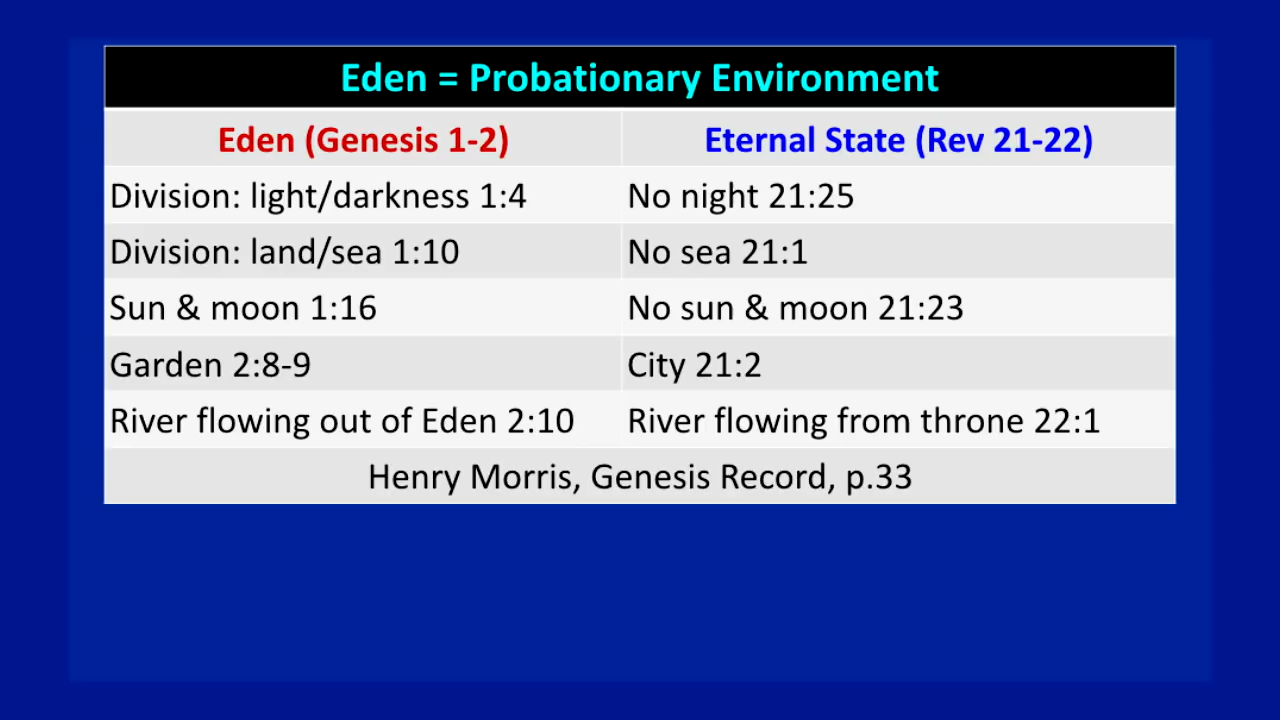 Eden = Probationary Environment
Eden (Genesis 1-2) Eternal State (Rev 21-22)
Division: light/darkness 1:4 No night 21:25
Division: land/sea 1:10 No sea 21:1
Sun & moon 1:16 No sun & moon 21:23
Garden 2:8-9 City 21:2
River flowing out of Eden 2:10 River flowing from throne 22:1
Henry Morris, Genesis Record, p.33